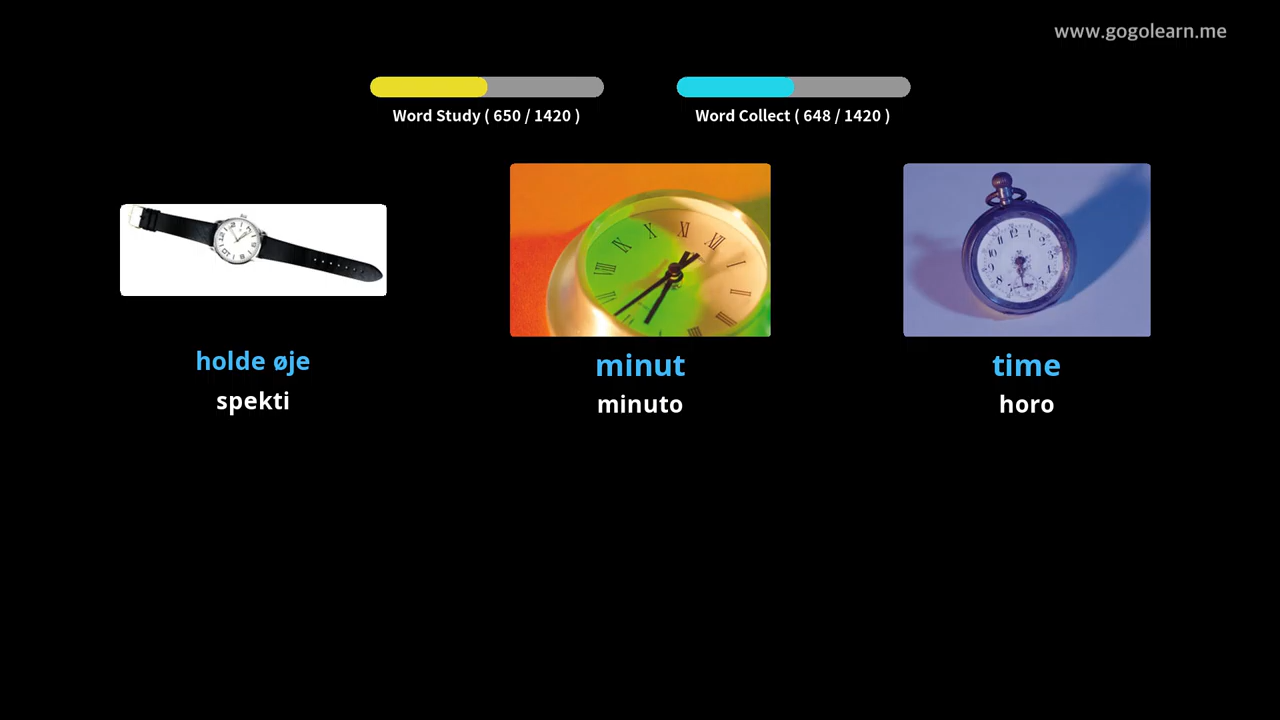 www.gogolearn.me
Word Study ( 650 / 1420 )
Word Collect ( 648 / 1420 )
holde øje
spekti
minut
minuto
time
horo